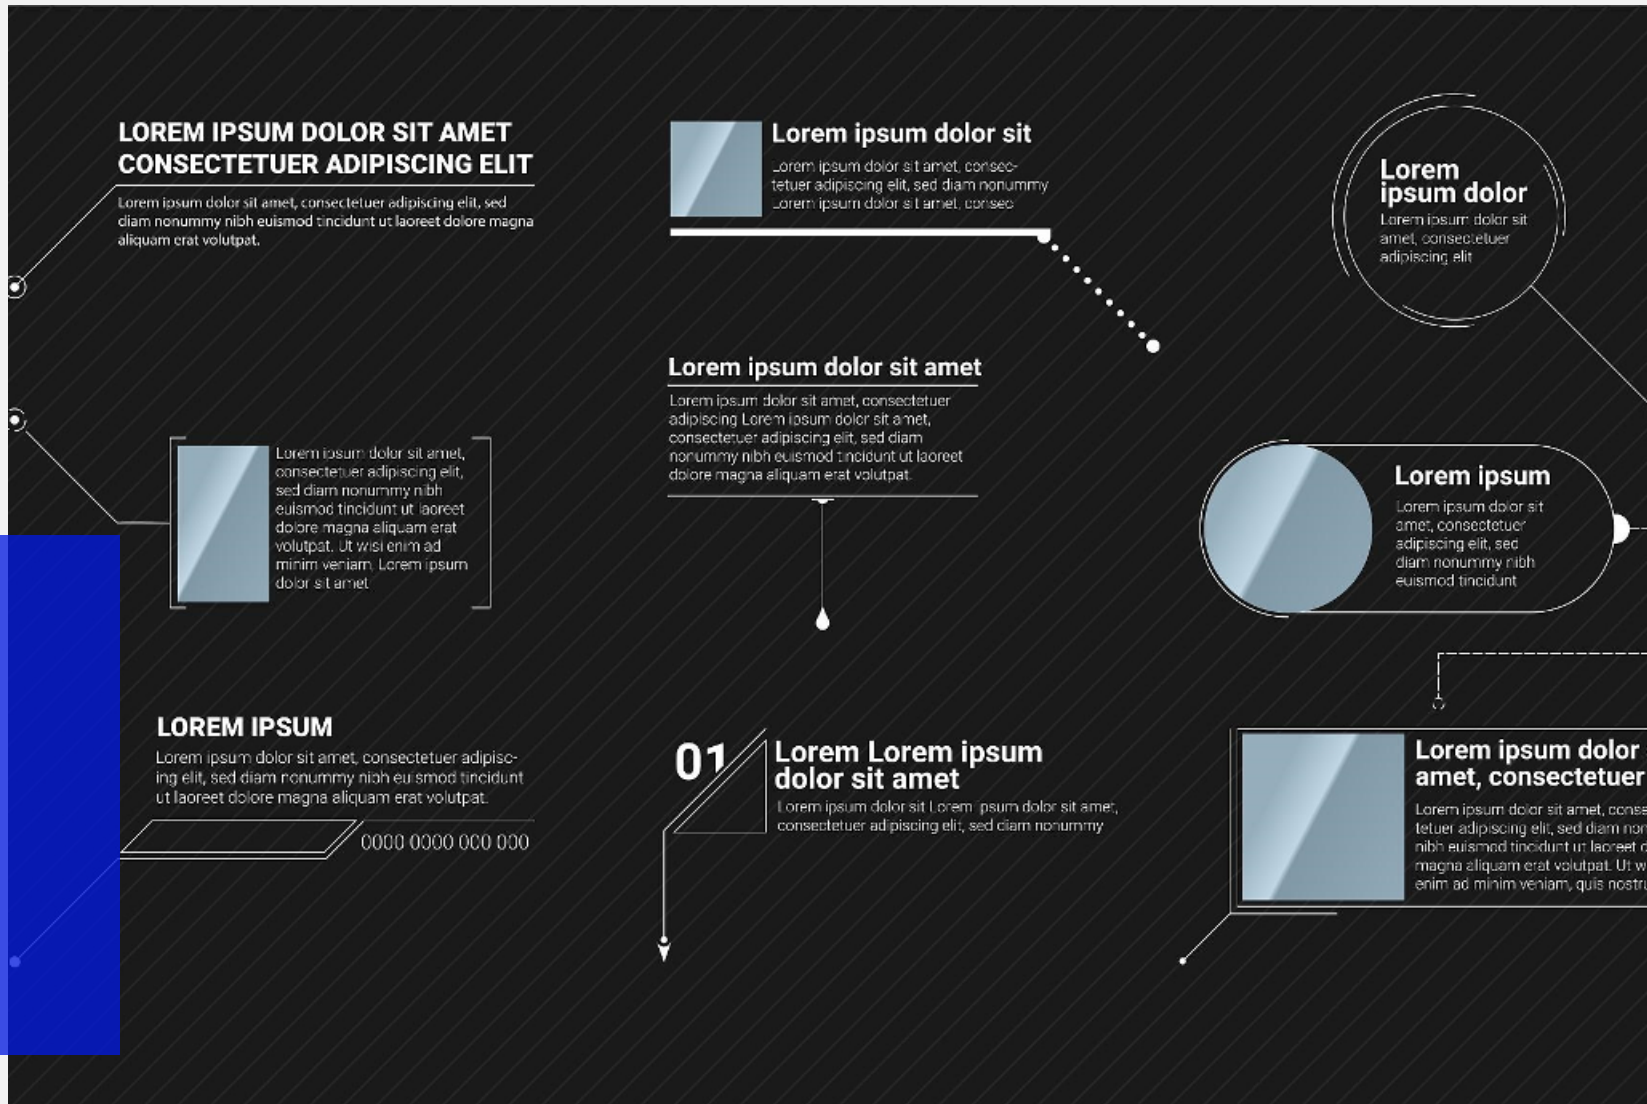 LOREM IPSUM DOLOR SIT AMET
CONSECTETUER ADIPISCING ELIT
Lorem ipsum dolor sit amet, consectetuer adipiscing elit, sed
diam nonummy nibh euismod tincidunt ut laoreet dolore magna
aliquam erat volutpat.
Lorem ipsum dolor sit
Lorem ipsum dolor sit amet, consec-
tetuer adipiscing elit, sed diam nonummy
Lorem ipsum dolor sit amet, consec
Lorem
ipsum dolor
Lorem ipsum dolor sit
amet, consectetuer
adipiscing elit
Lorem ipsum dolor sit amet,
consectetuer adipiscing elit,
sed diam nonummy nibh
euismod tincidunt ut laoreet
dolore magna aliquam erat
volutpat. Ut wisi enim ad
minim veniam, Lorem ipsum
dolor sit amet
Lorem ipsum dolor sit amet
Lorem ipsum dolor sit amet, consectetuer
adipiscing Lorem ipsum dolor sit amet,
consectetuer adipiscing elit, sed diam
nonummy nibh euismod tincidunt ut laoreet
dolore magna aliquam erat volutpat.
Lorem ipsum
Lorem ipsum dolor sit
amet, consectetuer
adipiscing elit, sed
diam nonummy nibh
euismod tincidunt
LOREM IPSUM
Lorem ipsum dolor sit amet, consectetuer adipisc-
ing elit, sed diam nonummy nibh euismod tincidunt
ut laoreet dolore magna aliquam erat volutpat.
0000 0000 000 000
01
Lorem Lorem ipsum
dolor sit amet
Lorem ipsum dolor sit Lorem ipsum dolor sit amet,
consectetuer adipiscing elit, sed diam nonummy
Lorem ipsum dolor
amet, consectetuer
Lorem ipsum dolor sit amet, conse
tetuer adipiscing elit, sed diam non
nibh euismod tincidunt ut laoreet
magna aliquam erat volutpat. Ut
enim ad minim veniam, quis nostru